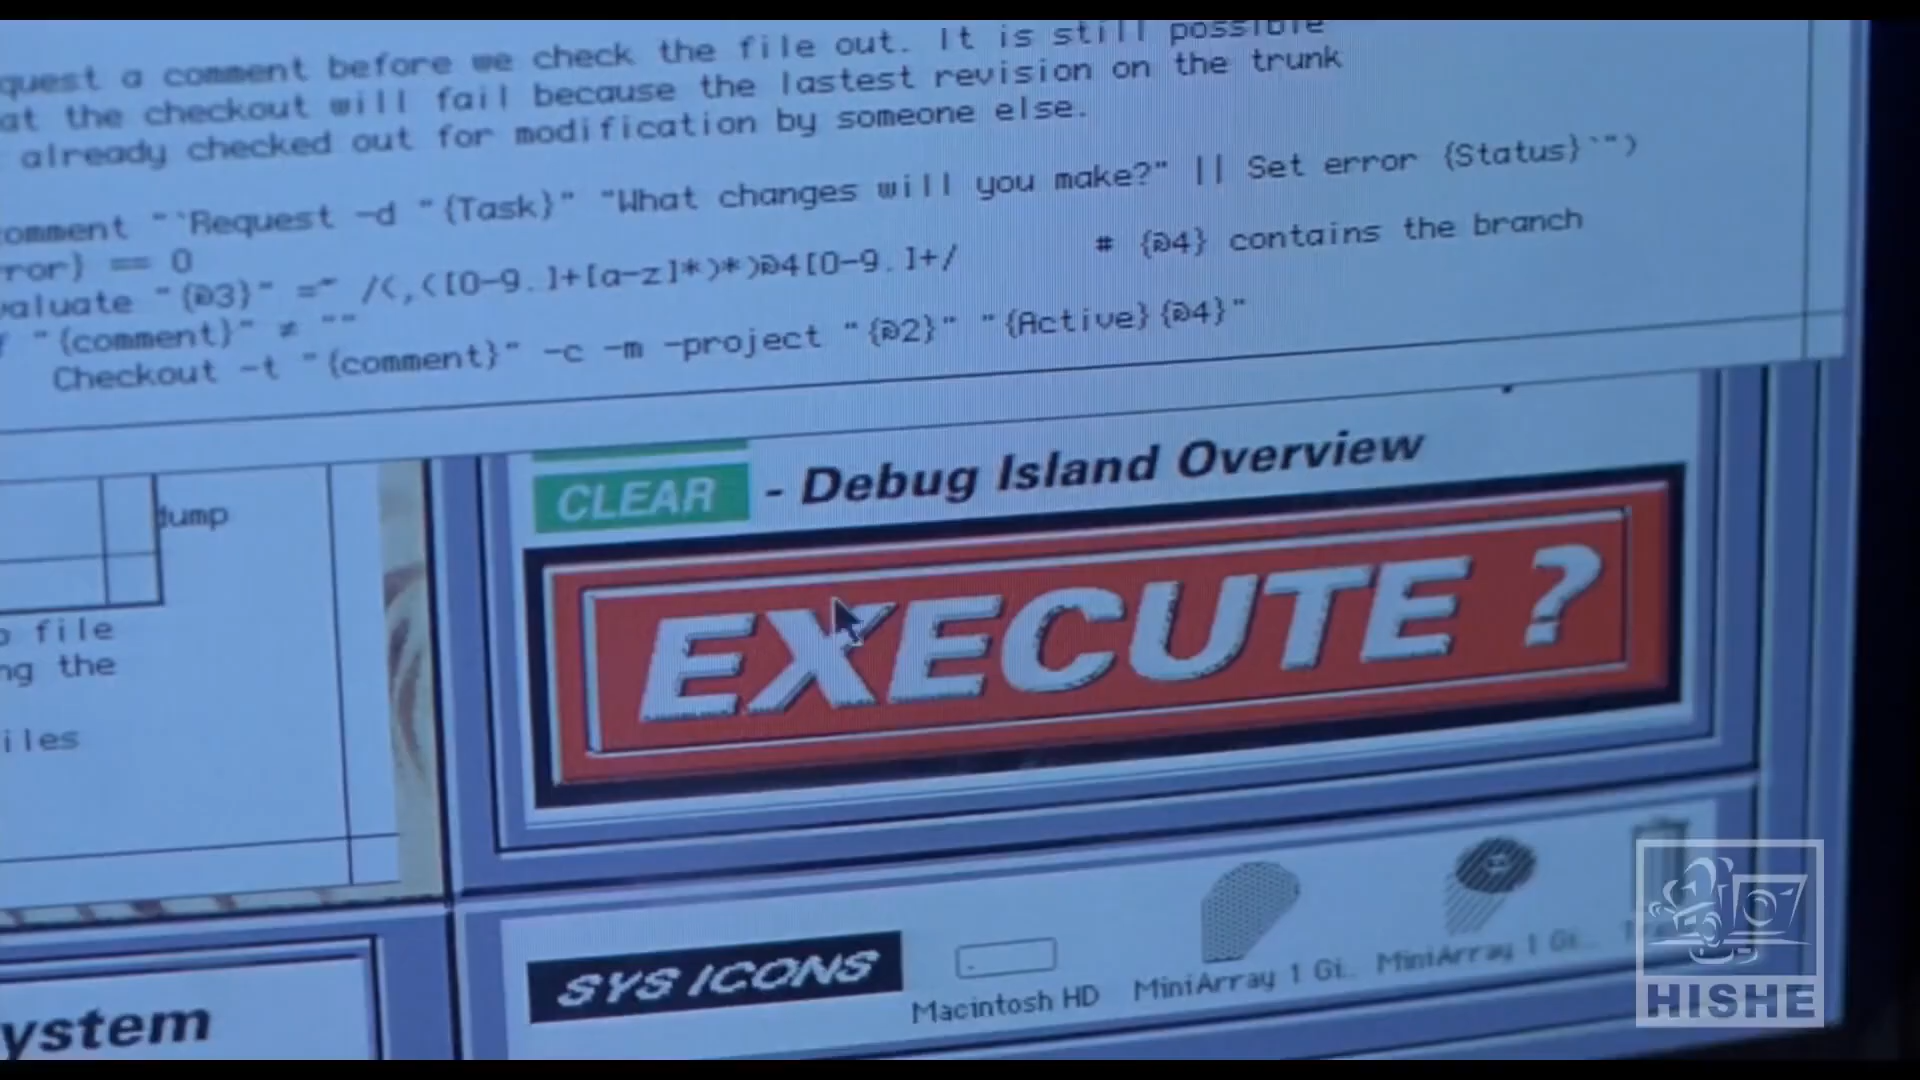 quest a comment before we check the file out. It is still possible
at the checkout will fail because the lastest revision on the trunk
already checked out for modification by someone else.
omment "`Request -d "{Task}" "What changes will you make?" || Set error {Status}`")
ror} == 0
valuate "{@3}" =~ /(,([0-9.]+[a-z]*)*)@4[0-9.]+/ # {@4} contains the branch
f "{comment}" ≠ ""
Checkout -t "{comment}" -c -m -project "{@2}" "{Active}{@4}"
CLEAR - Debug Island Overview
dump
EXECUTE ?
file
ng the
iles
SYS ICONS
Macintosh HD
MiniArray 1 Gi..
MiniArray 1 Gi..
ystem
HISHE